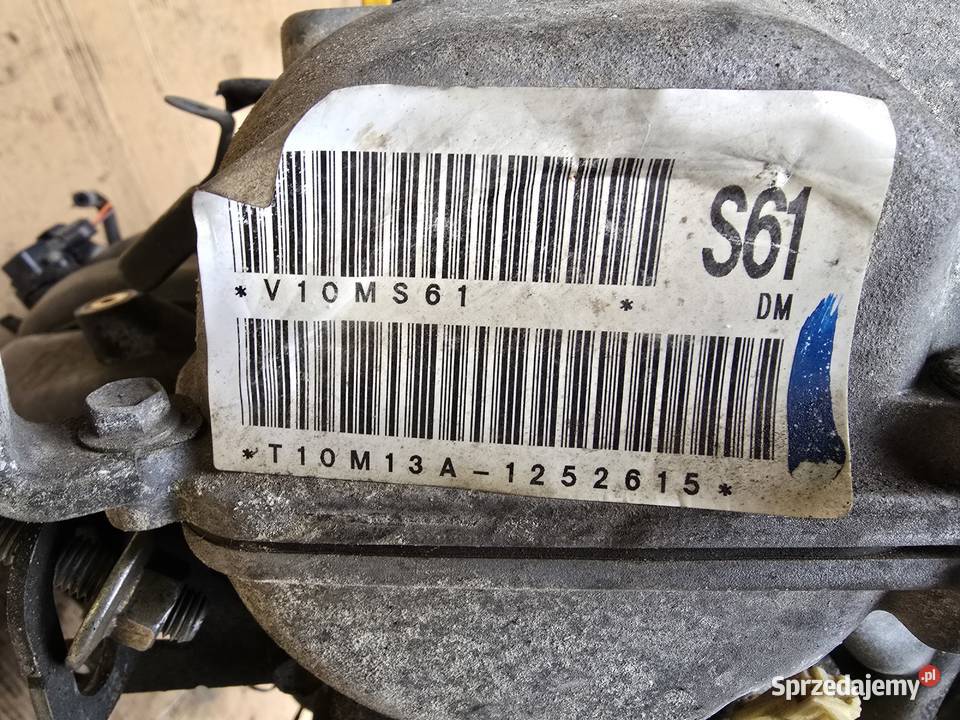 S61
*V10MS61 *
DM
*T10M13A-1252615*
Sprzedajemy.pl